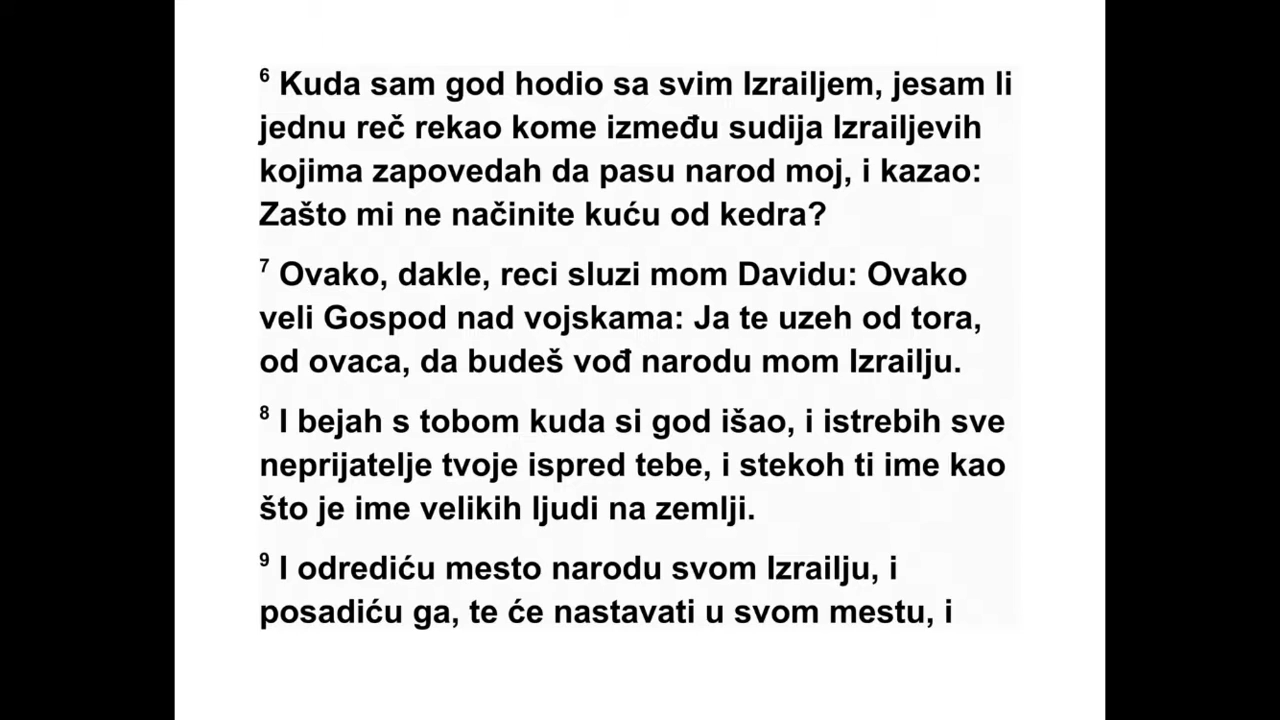 6 Kuda sam god hodio sa svim Izrailjem, jesam li
jednu reč rekao kome između sudija Izrailjevih
kojima zapovedah da pasu narod moj, i kazao:
Zašto mi ne načinite kuću od kedra?
7 Ovako, dakle, reci sluzi mom Davidu: Ovako
veli Gospod nad vojskama: Ja te uzeh od tora,
od ovaca, da budeš vođ narodu mom Izrailju.
8 I bejah s tobom kuda si god išao, i istrebih sve
neprijatelje tvoje ispred tebe, i stekoh ti ime kao
što je ime velikih ljudi na zemlji.
9 I odrediću mesto narodu svom Izrailju, i
posadiću ga, te će nastavati u svom mestu, i